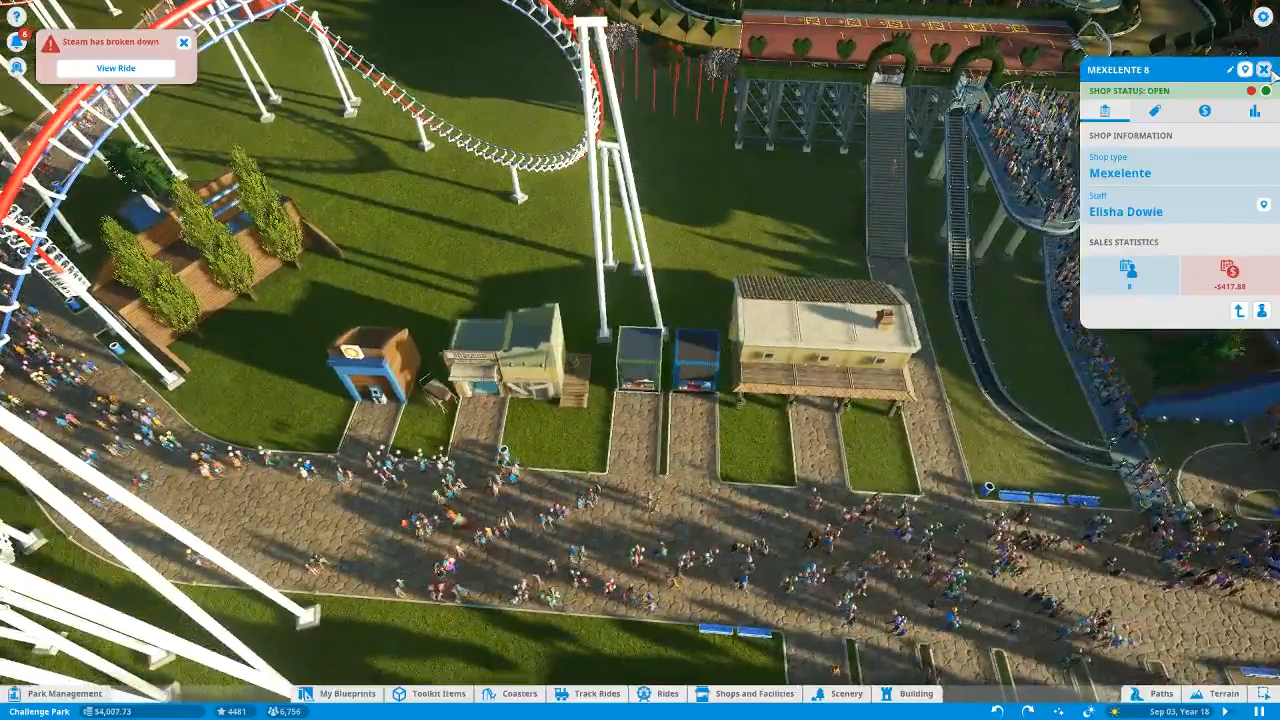 6
Steam has broken down
View Ride
MEXELENTE 8
SHOP STATUS: OPEN
SHOP INFORMATION
Shop type
Mexelente
Staff
Elisha Dowie
SALES STATISTICS
8
-$417.88
Park Management
My Blueprints
Toolkit Items
Coasters
Track Rides
Rides
Shops and Facilities
Scenery
Building
Paths
Terrain
Challenge Park
$4,007.73
4481
6,756
Sep 03, Year 18